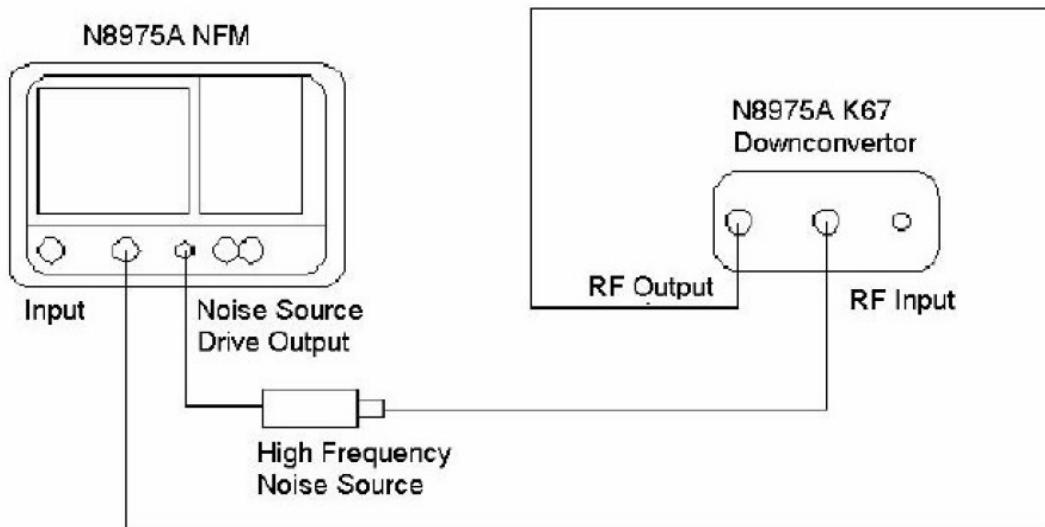 N8975A NFM
N8975A K67
Downconvertor
RF Output
RF Input
Input
Noise Source
Drive Output
High Frequency
Noise Source